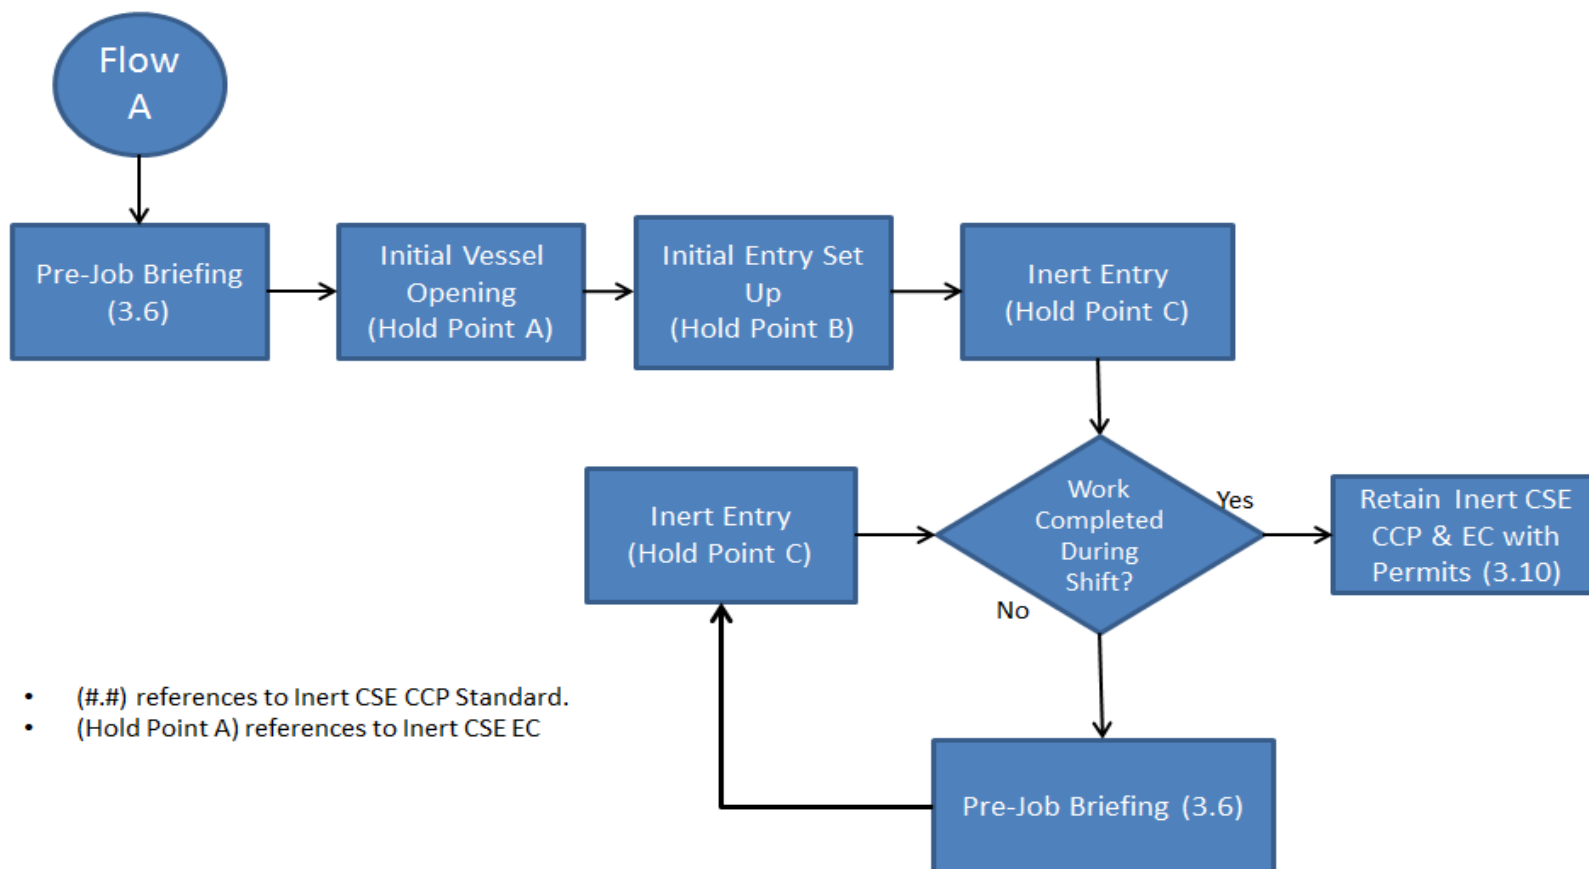 Flow
A
Pre-Job Briefing
(3.6)
Initial Vessel
Opening
(Hold Point A)
Initial Entry Set
Up
(Hold Point B)
Inert Entry
(Hold Point C)
Inert Entry
(Hold Point C)
Work
Completed
During
Shift?
Yes
Retain Inert CSE
CCP & EC with
Permits (3.10)
No
• (#.#) references to Inert CSE CCP Standard.
• (Hold Point A) references to Inert CSE EC
Pre-Job Briefing (3.6)